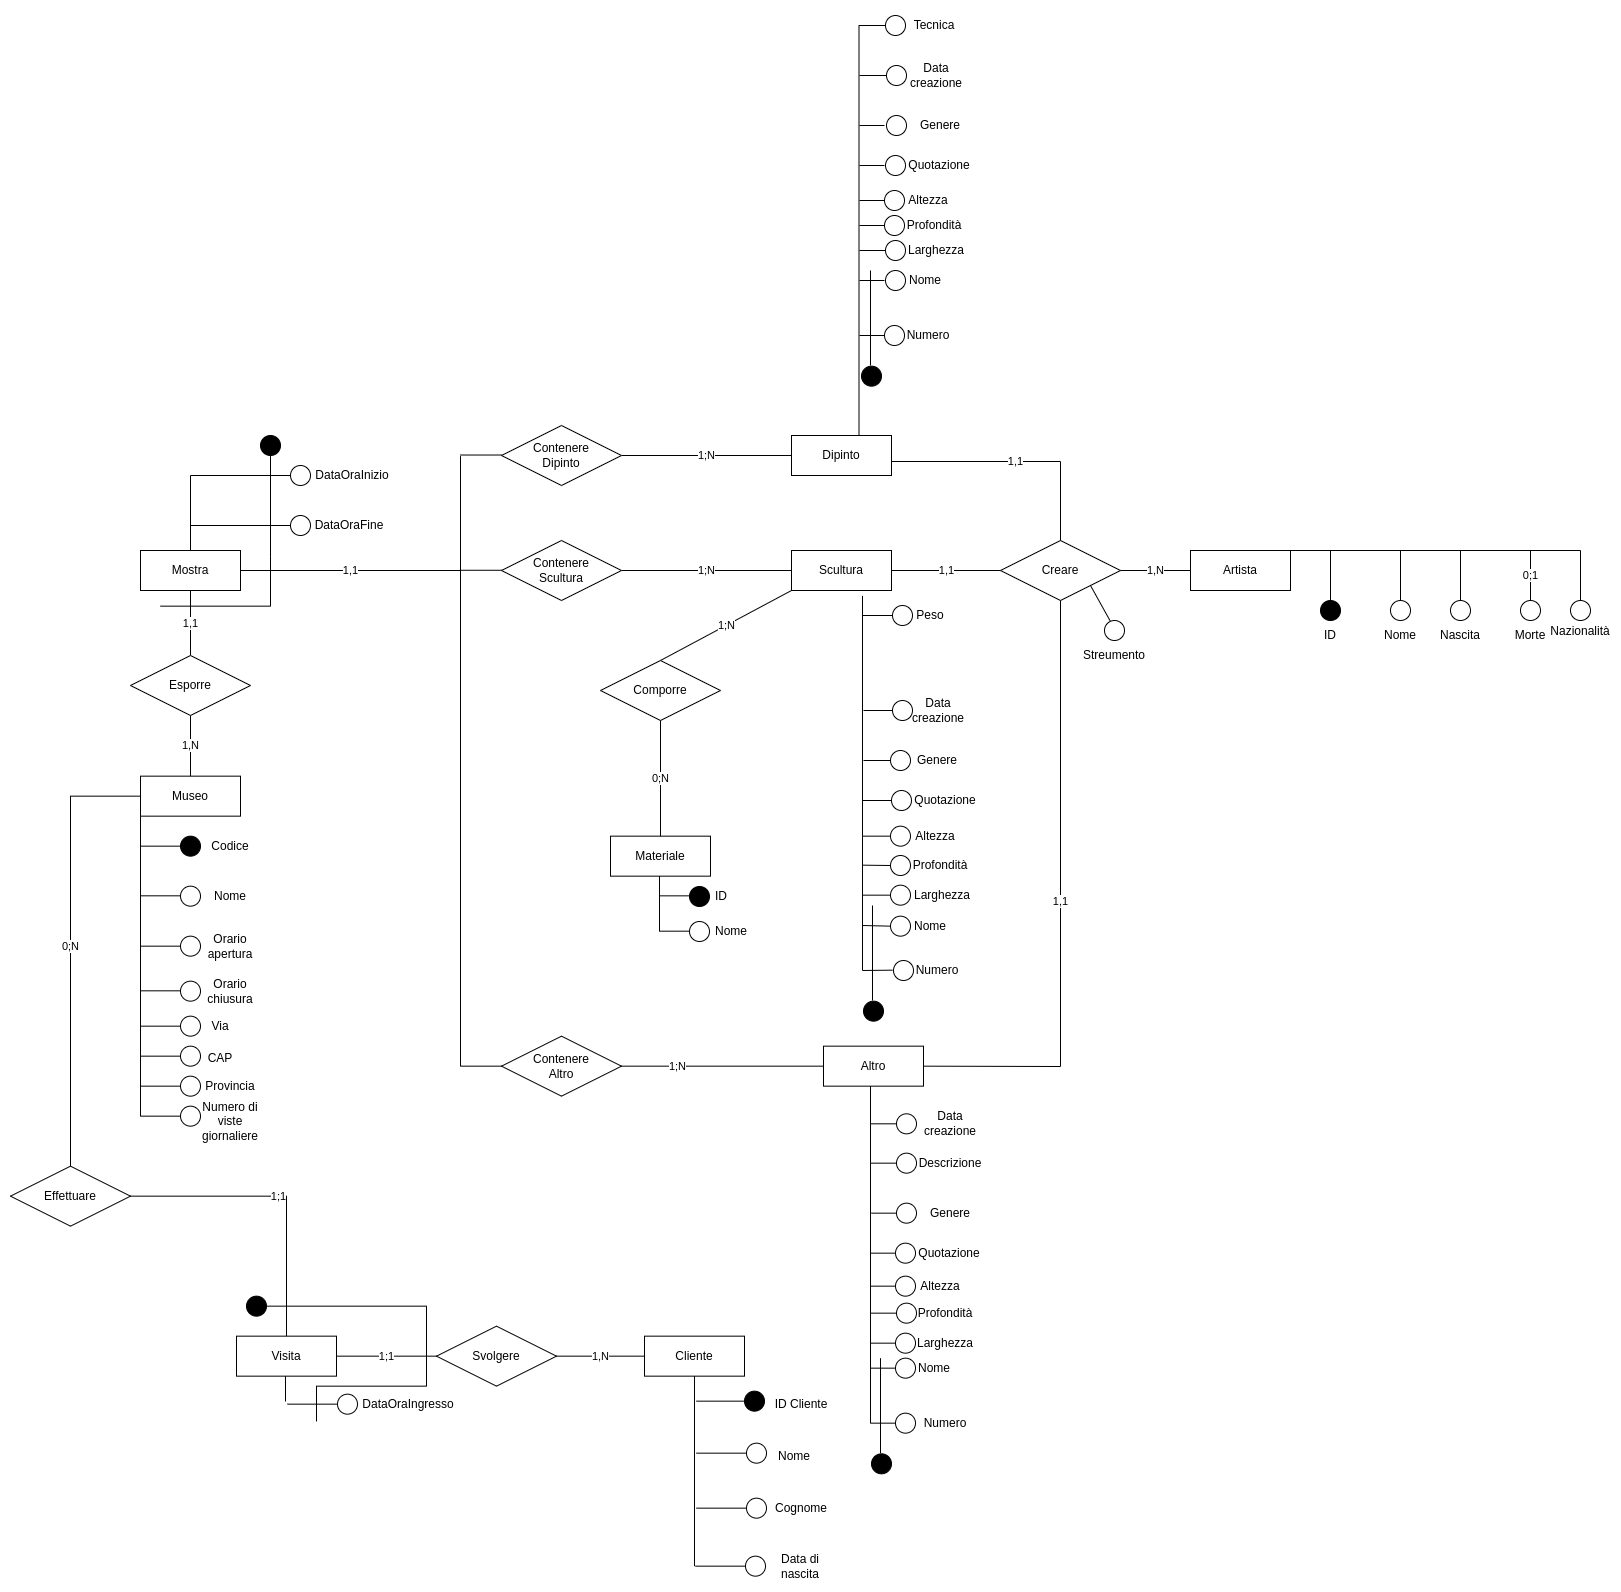 Tecnica
Data
creazione
Genere
Quotazione
Altezza
Profondità
Larghezza
Nome
Numero
Contenere
Dipinto
1;N
Dipinto
1,1
DataOraInizio
DataOraFine
Mostra
1,1
Contenere
Scultura
1;N
Scultura
1,1
Creare
1,N
Artista
0;1
ID
Nome
Nascita
Morte
Nazionalità
Streumento
1,1
Esporre
1,N
1;N
Comporre
0;N
Materiale
ID
Nome
Peso
Data
creazione
Genere
Quotazione
Altezza
Profondità
Larghezza
Nome
Numero
1,1
Museo
Codice
Nome
Orario
apertura
Orario
chiusura
Via
CAP
Provincia
Numero di
viste
giornaliere
0;N
Contenere
Altro
1;N
Altro
Data
creazione
Descrizione
Genere
Quotazione
Altezza
Profondità
Larghezza
Nome
Numero
Effettuare
1;1
Visita
1;1
Svolgere
1,N
Cliente
DataOraIngresso
ID Cliente
Nome
Cognome
Data di
nascita